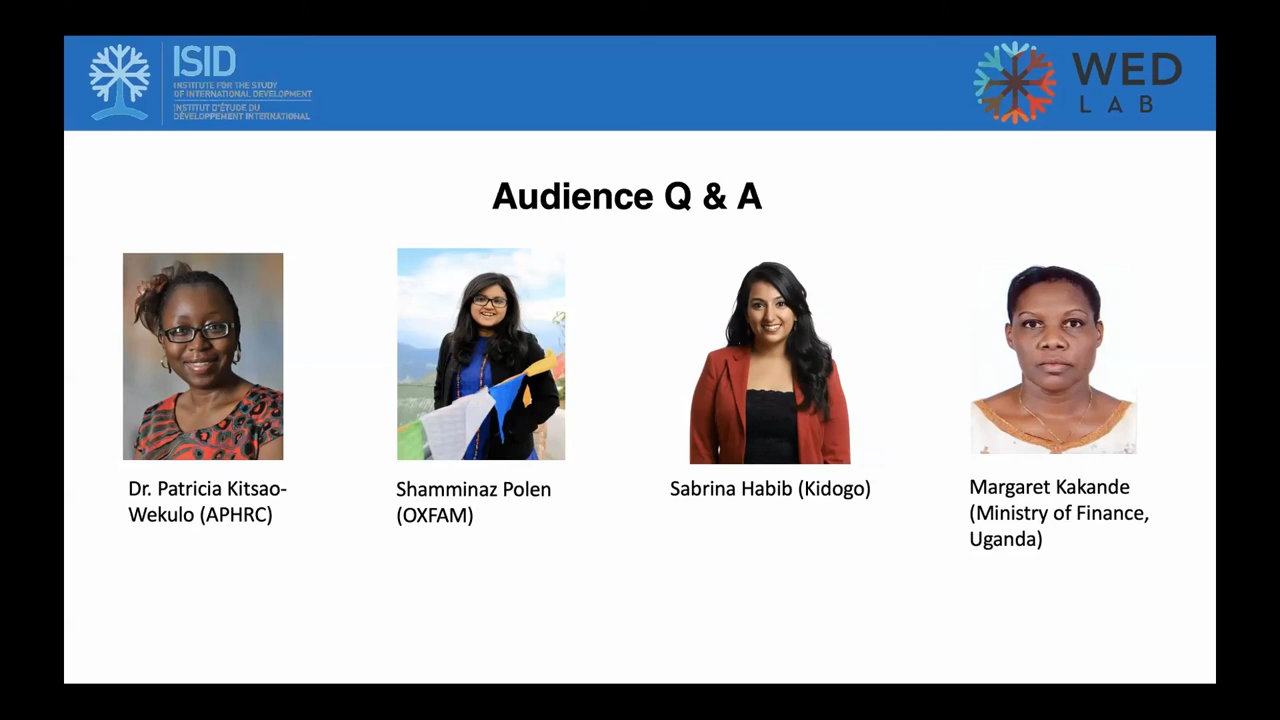 ISID
INSTITUTE FOR THE STUDY
OF INTERNATIONAL DEVELOPMENT
INSTITUT D'ÉTUDE DU
DÉVELOPPEMENT INTERNATIONAL
WED
LAB
Audience Q & A
Dr. Patricia Kitsao-
Wekulo (APHRC)
Shamminaz Polen
(OXFAM)
Sabrina Habib (Kidogo)
Margaret Kakande
(Ministry of Finance,
Uganda)